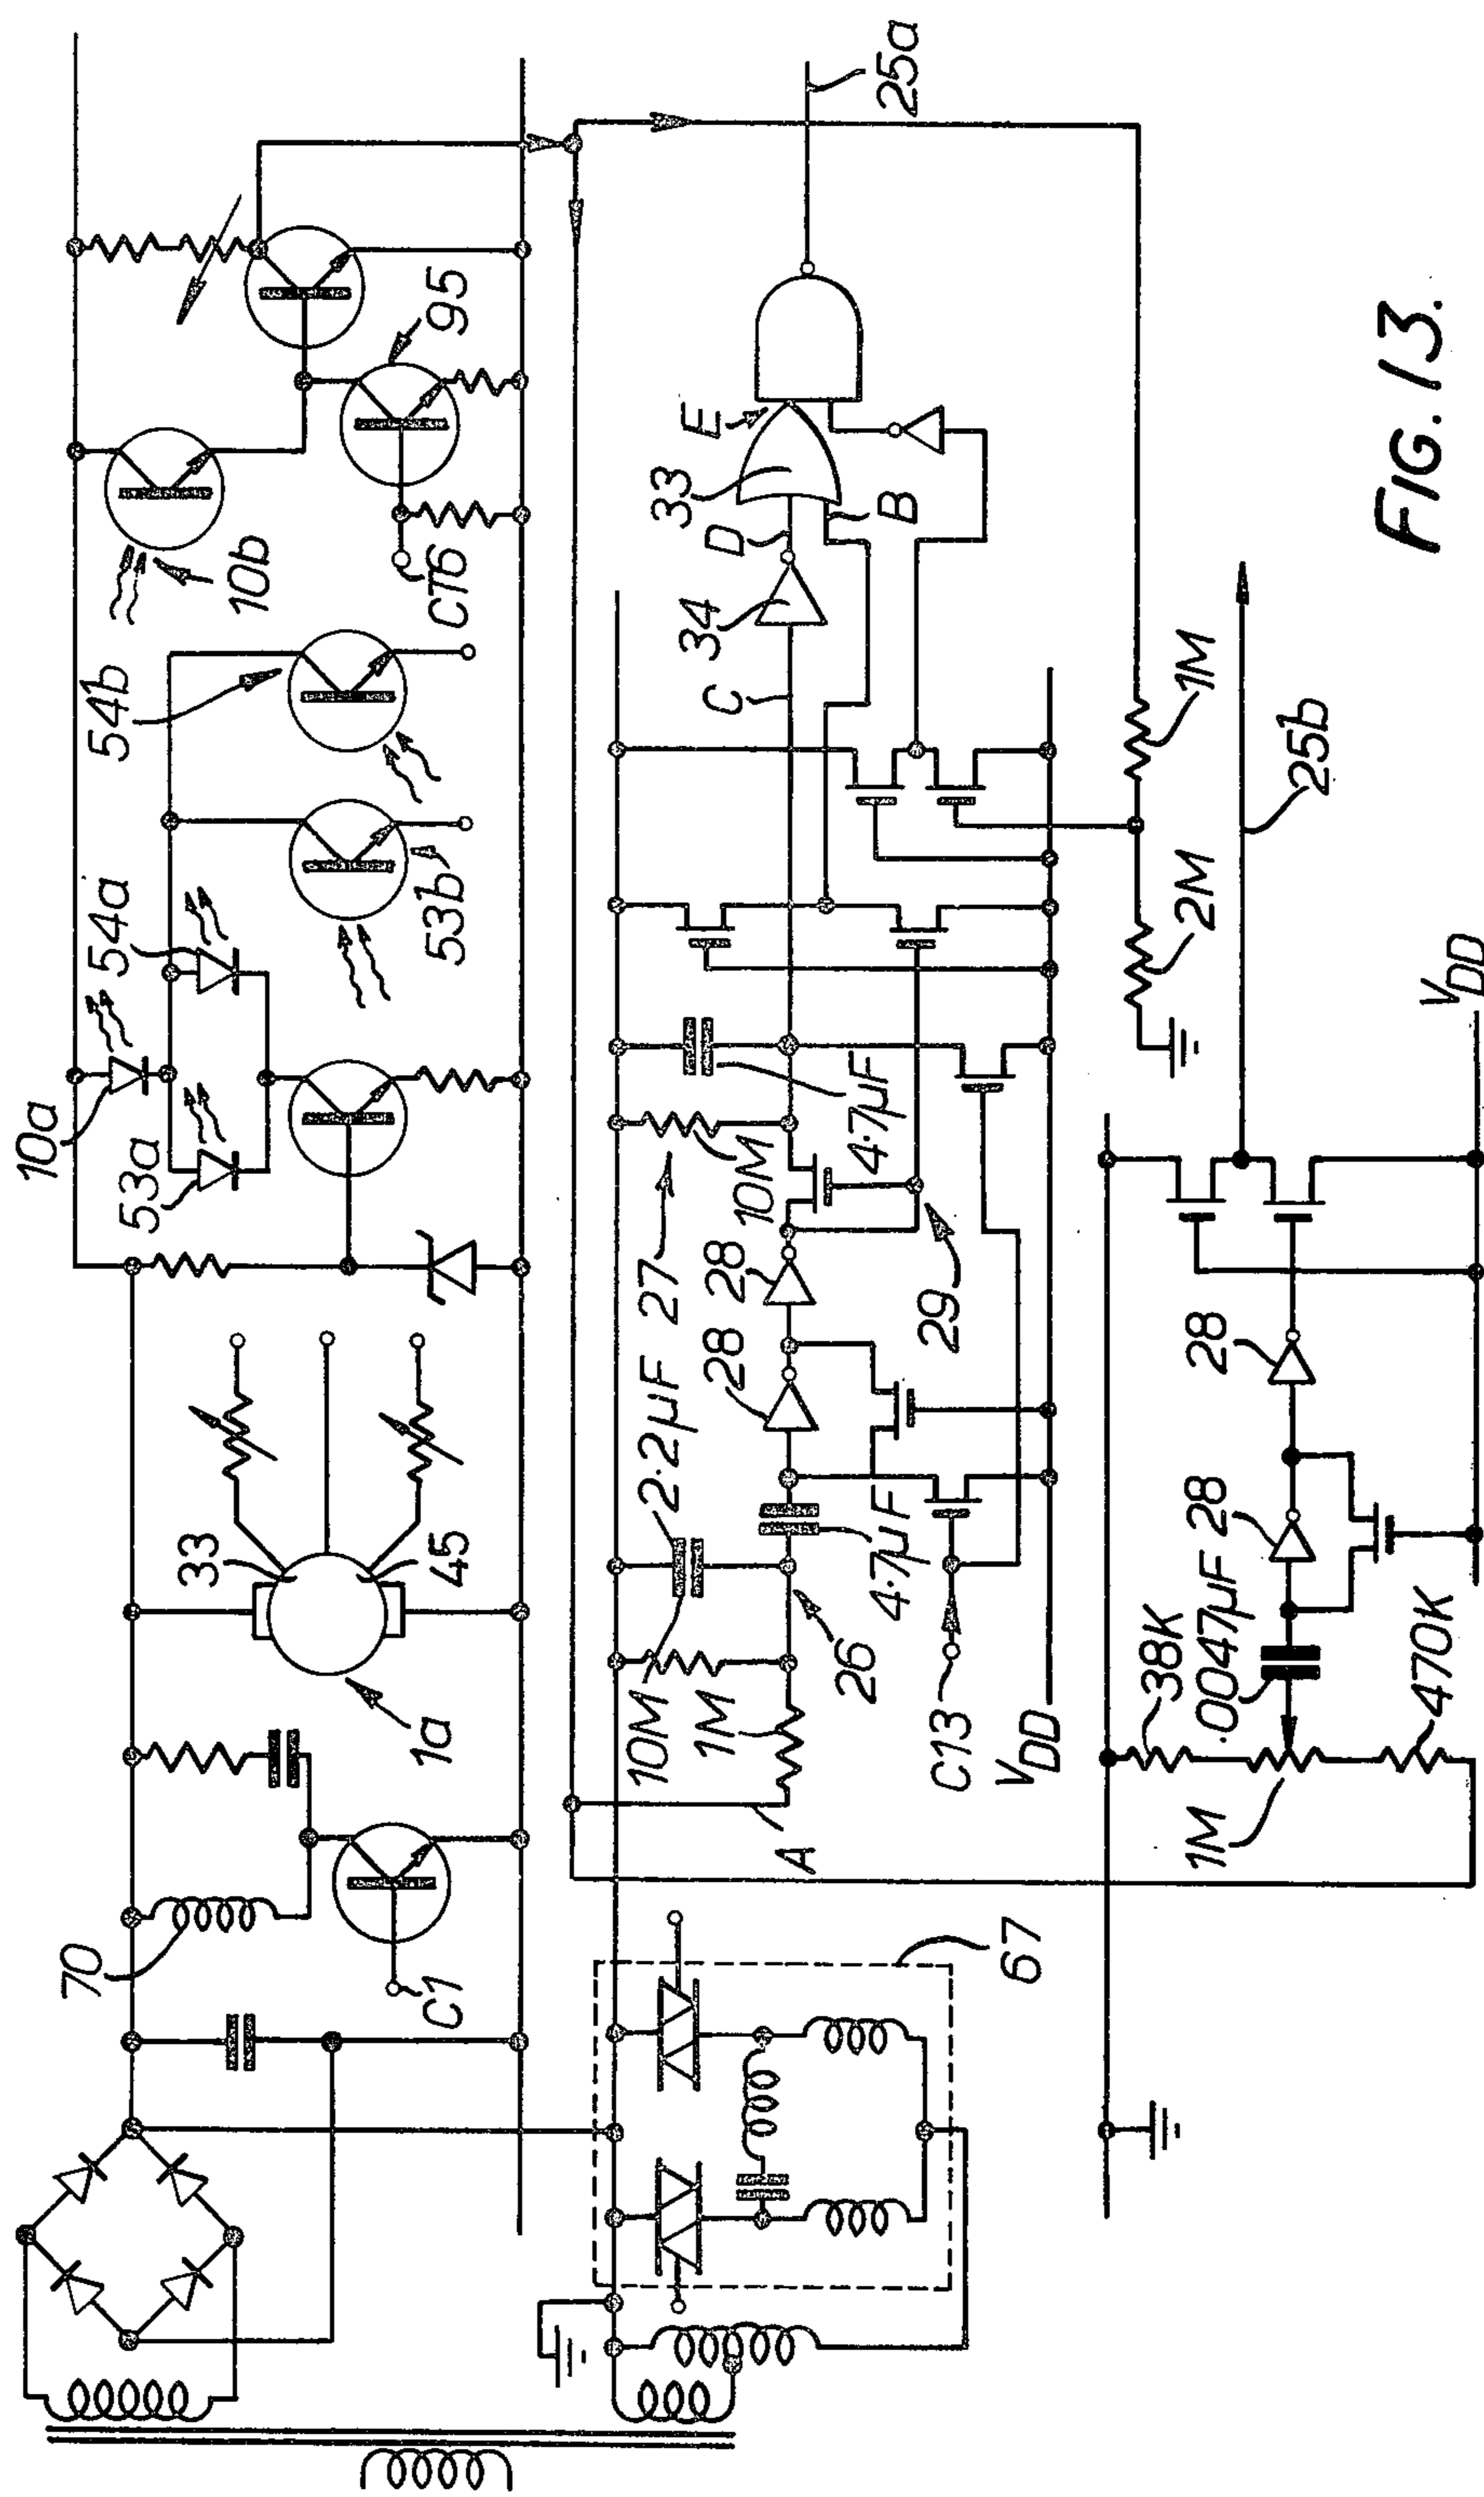 70
C1
33
45
1a
10a
53a
54a
54b
53b
10b
CT6
95
67
A
10M
2·2µF
27
1M
26
4·7µF
28
28
10M
4·7µF
29
C13
VDD
C
34
D
33
E
B
25a
2M
1M
38K
·0047µF
28
28
1M
470K
25b
VDD
FIG. 13.